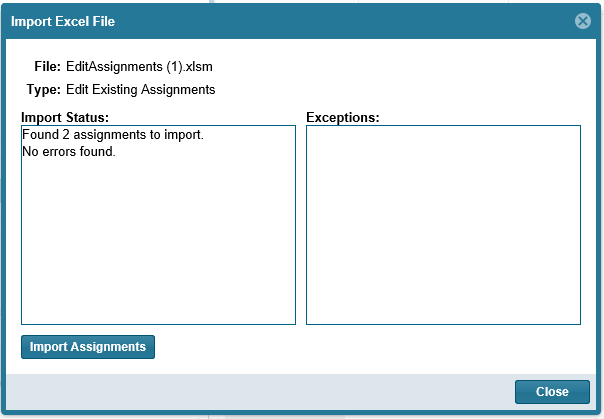 Import Excel File
File: EditAssignments (1).xlsm
Type: Edit Existing Assignments
Import Status:
Found 2 assignments to import.
No errors found.
Exceptions:
Import Assignments
Close